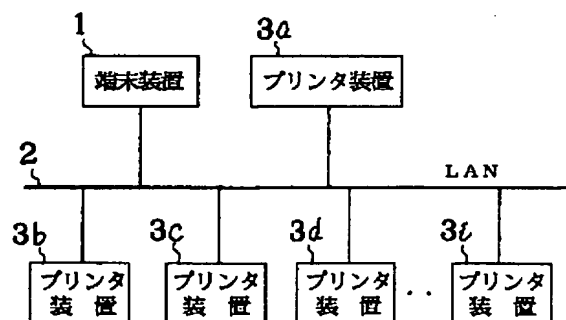 1
3a
端末装置
プリンタ装置
2
LAN
3b
3c
3d
3i
プリンタ
装 置
プリンタ
装 置
プリンタ
装 置
‥
プリンタ
装 置